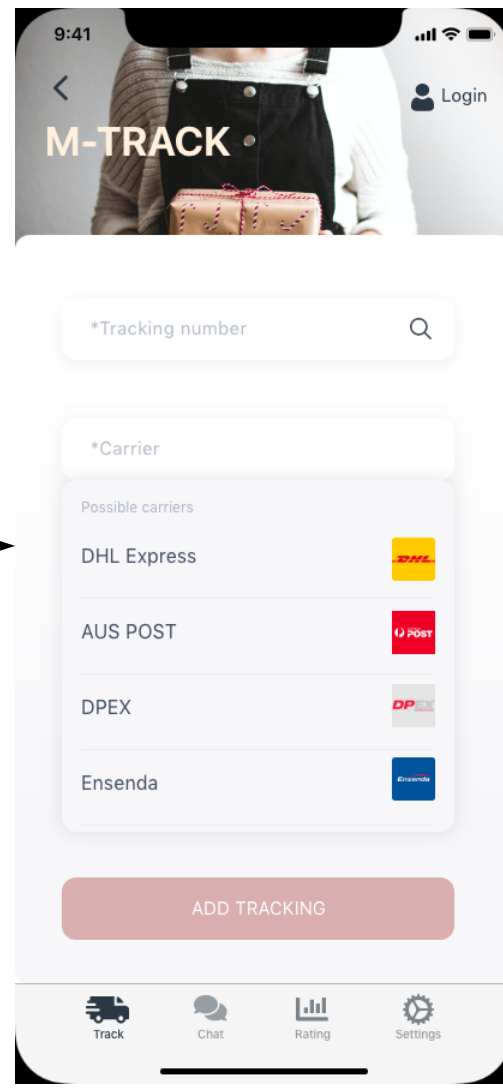 9:41
Login
M-TRACK
*Tracking number
*Carrier
Possible carriers
DHL Express
DHL
AUS POST
POST
DPEX
DPEX
Ensenda
Ensenda
ADD TRACKING
Track
Chat
Rating
Settings